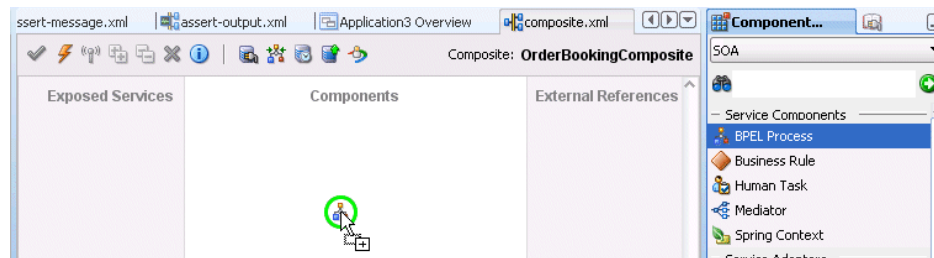 ssert-message.xml assert-output.xml Application3 Overview composite.xml Component...
SOA
Composite: OrderBookingComposite
Exposed Services Components External References
Service Components
BPEL Process
Business Rule
Human Task
Mediator
Spring Context